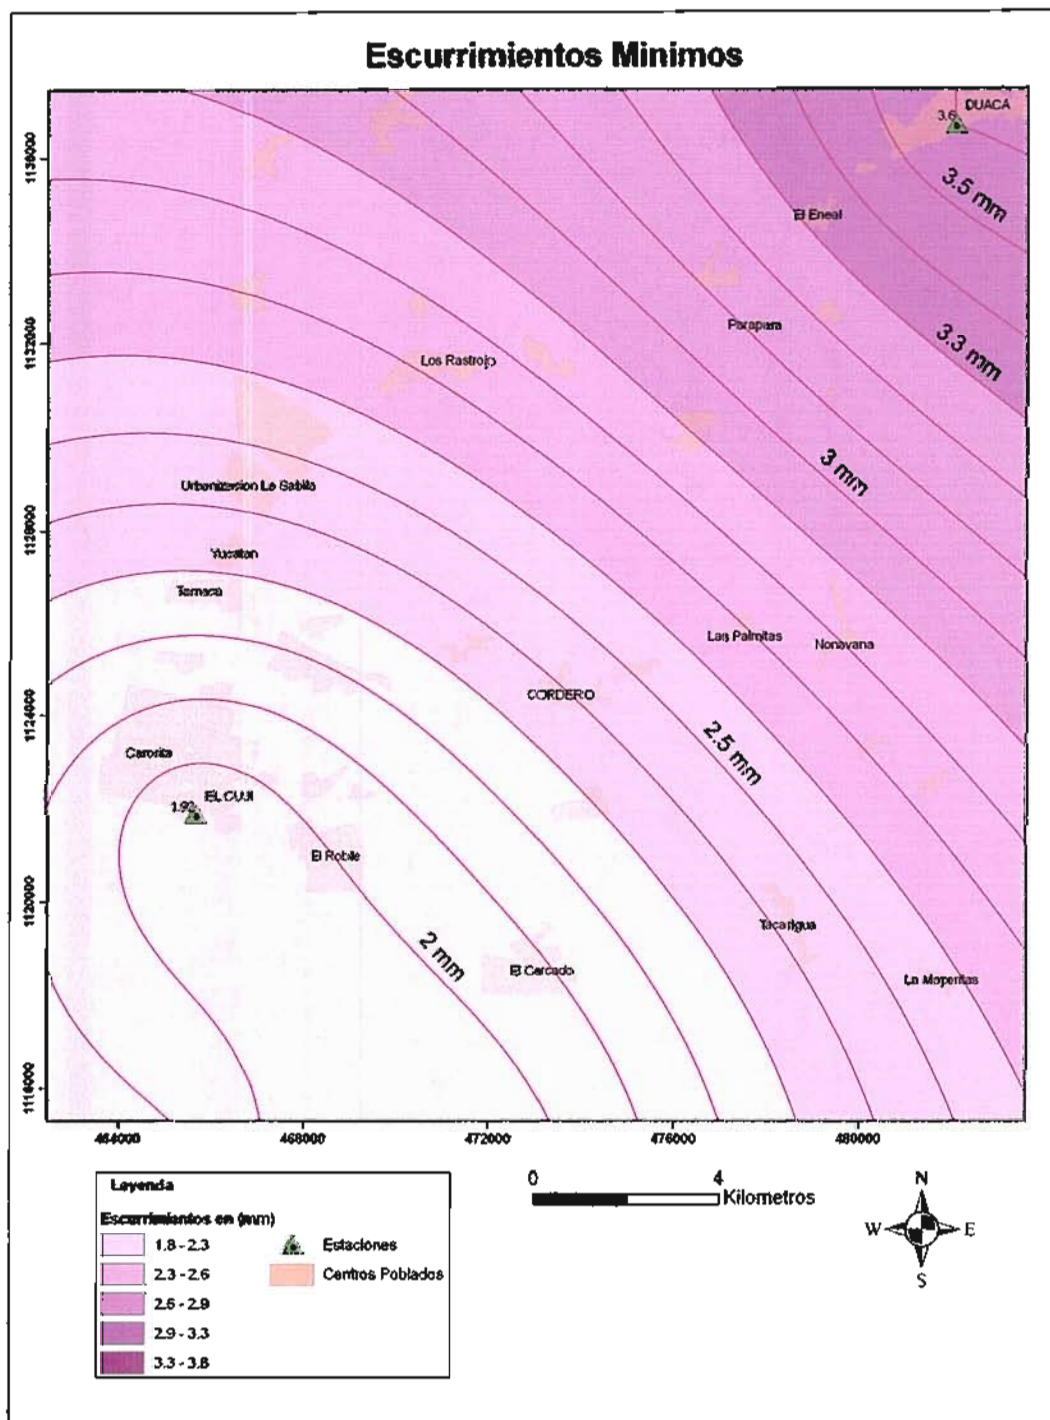 Escurrimientos Minimos
DUACA
3.6
1136000
3.5 mm
El Eneal
Parapara
3.3 mm
1132000
Los Rastrojo
3 mm
Urbanizacion La Sabila
1128000
Yucatan
Tamaca
Las Palmitas
Nonavana
CORDERO
1124000
2.5 mm
Carorita
EL CUJI
1.92
El Roble
1120000
Tacarigua
2 mm
El Cercado
1116000
464000
468000
472000
476000
480000
Leyenda
Escurrimientos en (mm)
1.8 - 2.3
2.3 - 2.6
2.6 - 2.9
2.9 - 3.3
3.3 - 3.8
Estaciones
Centros Poblados
0
4
Kilometros
N
W
E
S